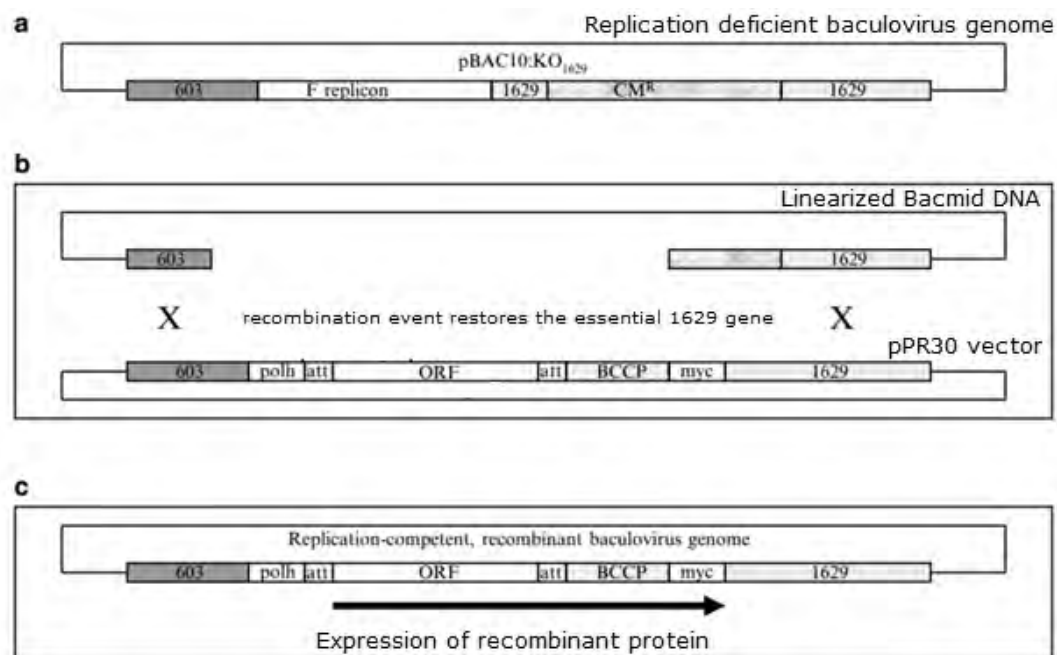 a
Replication deficient baculovirus genome
pBAC10:KO1629
603 F replicon 1629 CMR 1629
b
Linearized Bacmid DNA
603 1629
X recombination event restores the essential 1629 gene X
pPR30 vector
603 polh att ORF att BCCP myc 1629
c
Replication-competent, recombinant baculovirus genome
603 polh att ORF att BCCP myc 1629
Expression of recombinant protein